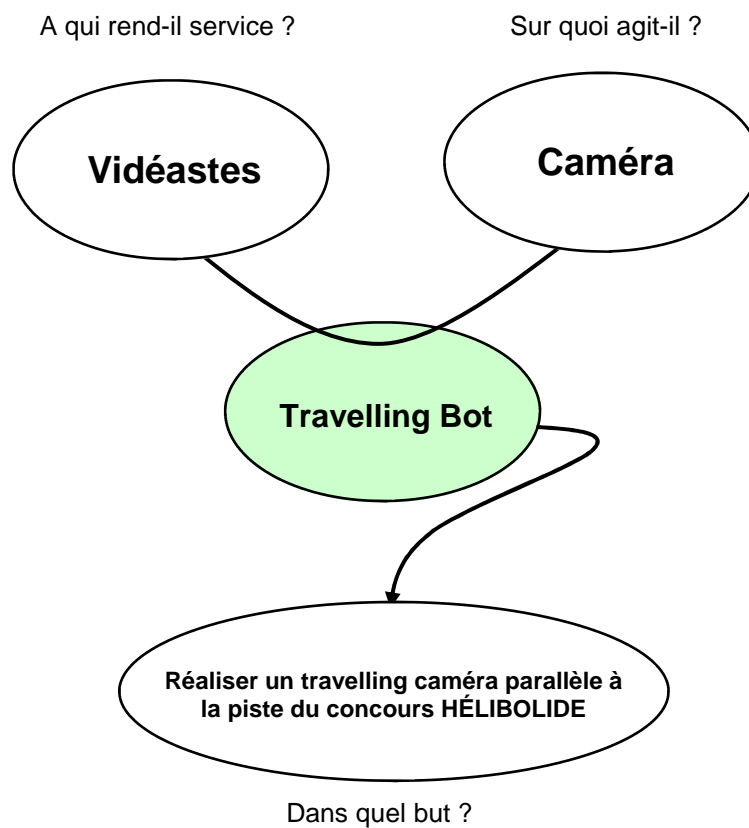 A qui rend-il service ?
Sur quoi agit-il ?
Vidéastes
Caméra
Travelling Bot
Réaliser un travelling caméra parallèle à
la piste du concours HÉLIBOLIDE
Dans quel but ?